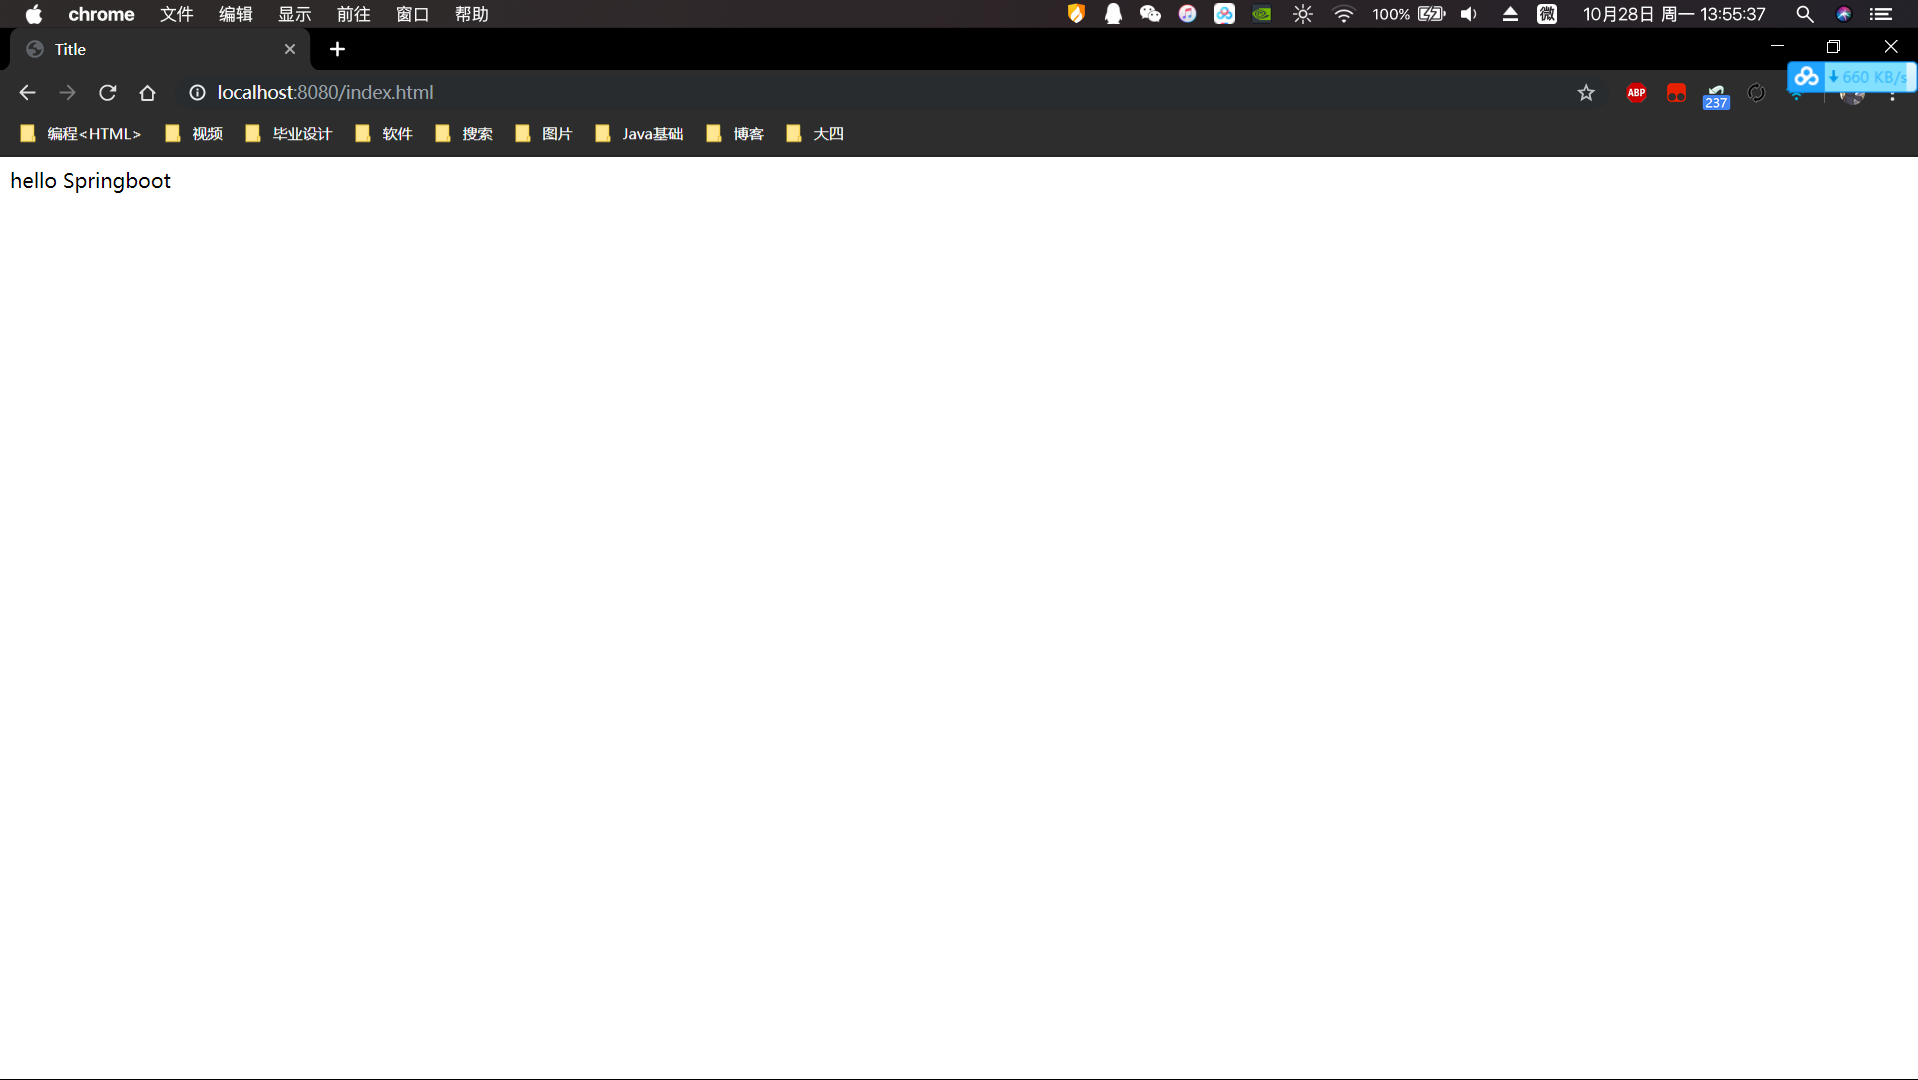 chrome 文件 编辑 显示 前往 窗口 帮助 100% 微 10月28日 周一 13:55:37
Title
localhost:8080/index.html ABP 237 660 KB/s
编程<HTML> 视频 毕业设计 软件 搜索 图片 Java基础 博客 大四
hello Springboot